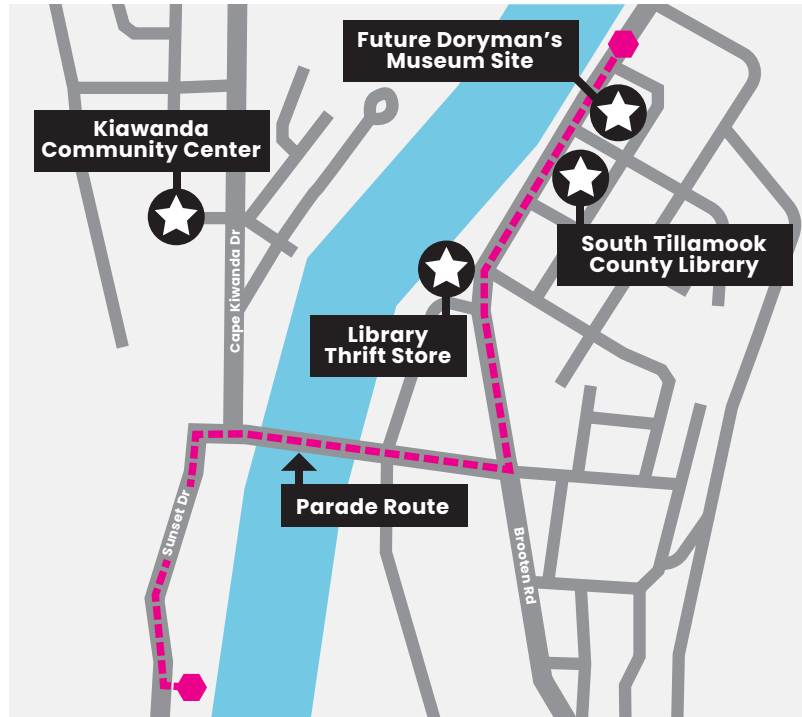 Future Doryman’s
Museum Site
Kiawanda
Community Center
South Tillamook
County Library
Cape Kiwanda Dr
Library
Thrift Store
Parade Route
Sunset Dr
Brooten Rd